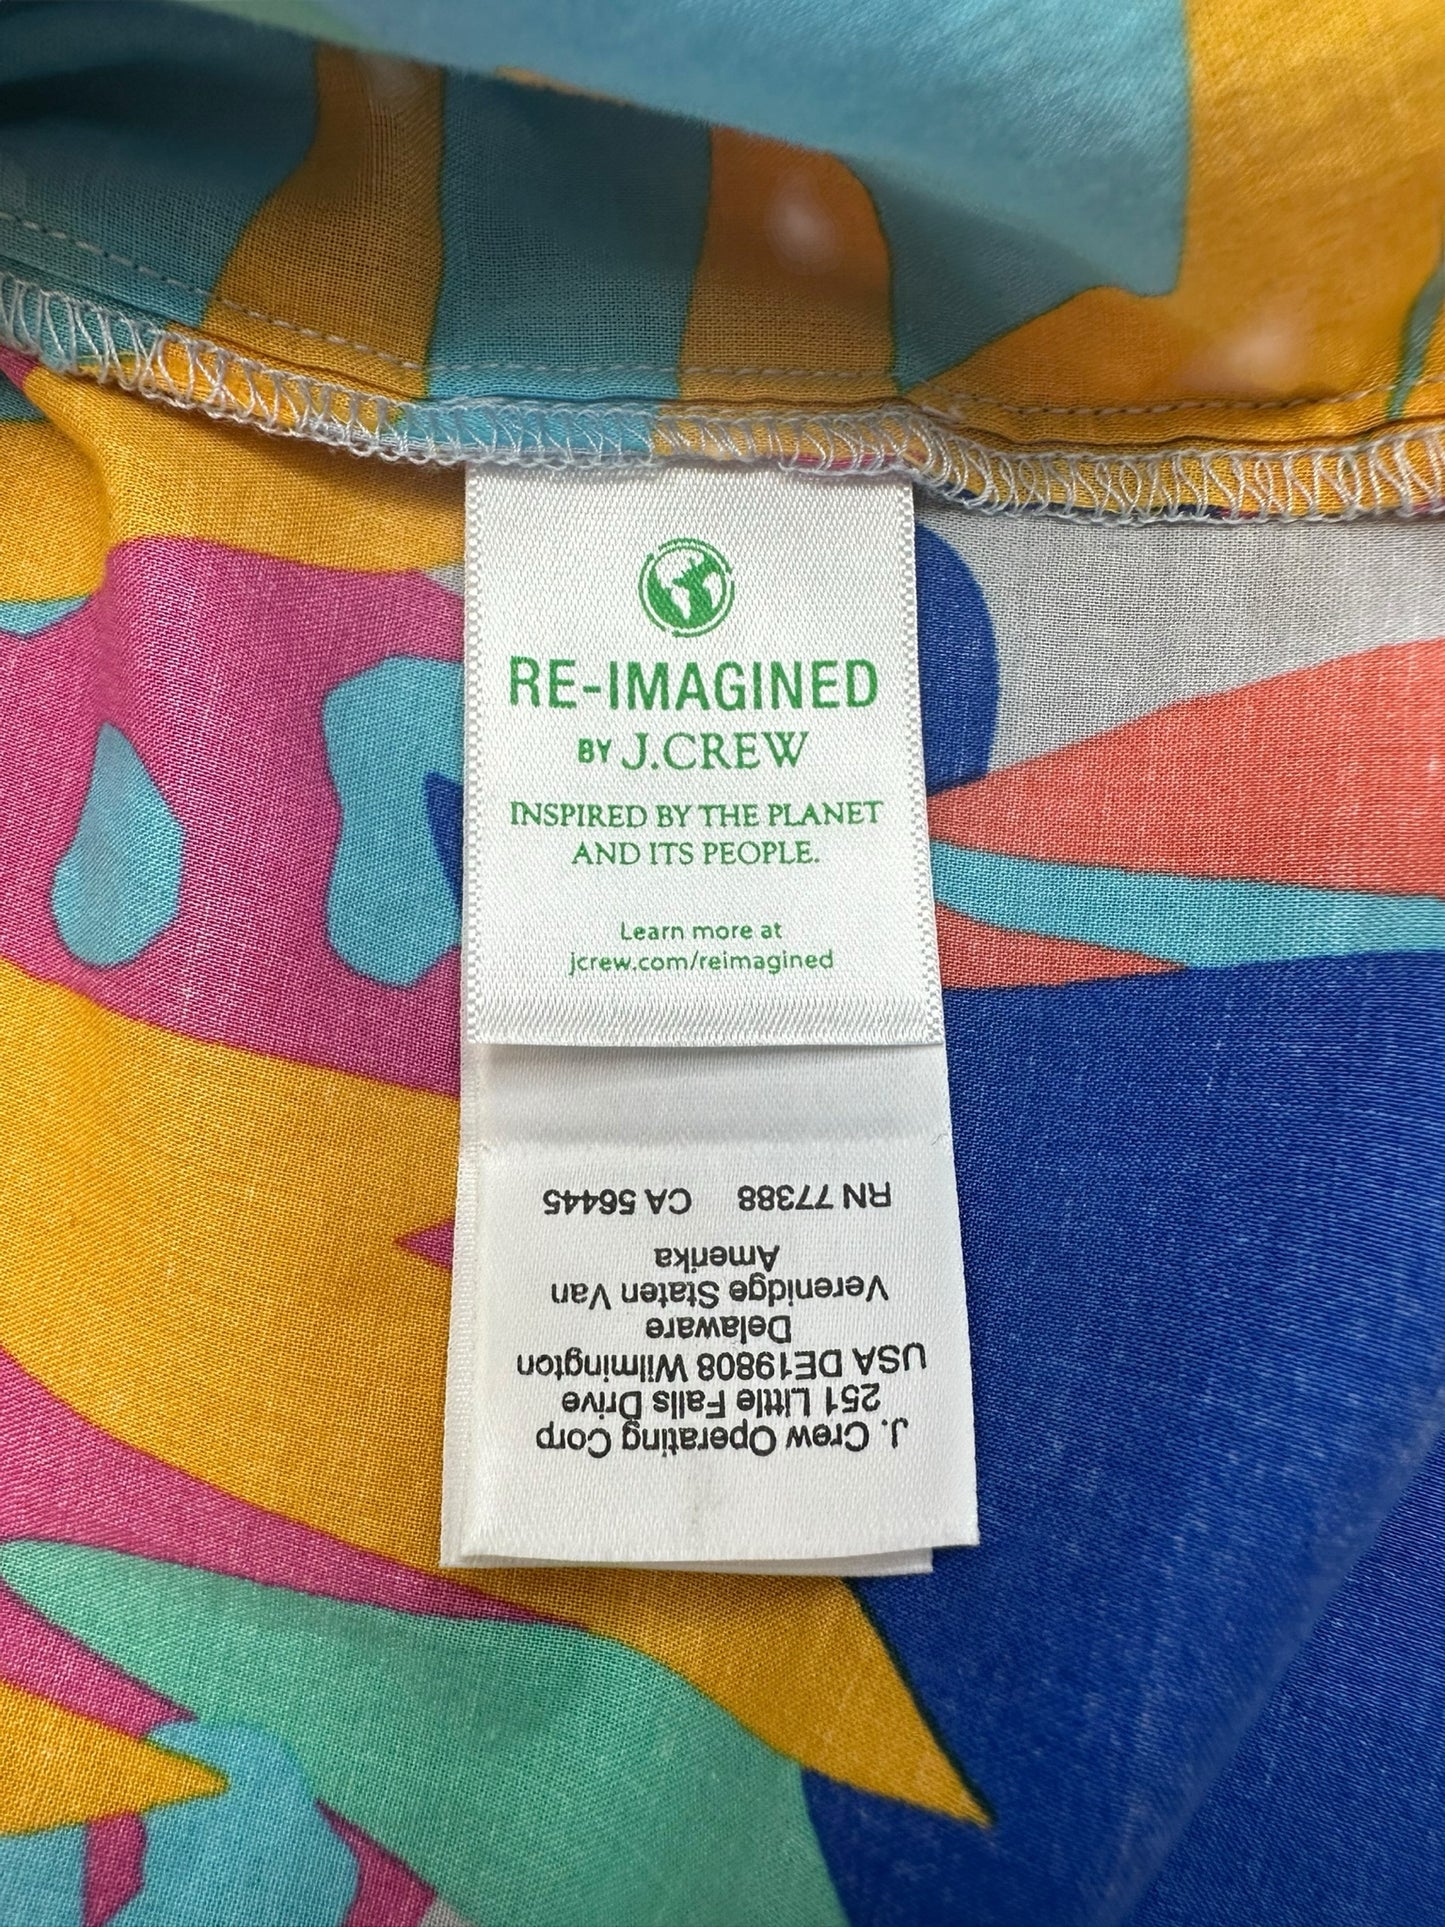 RE-IMAGINED
BY J.CREW
INSPIRED BY THE PLANET
AND ITS PEOPLE.
Learn more at
jcrew.com/reimagined
J. Crew Operating Corp
251 Little Falls Drive
USA DE19808 Wilmington
Delaware
Verenidge Staten Van
Amerika
RN 77388 CA 56445